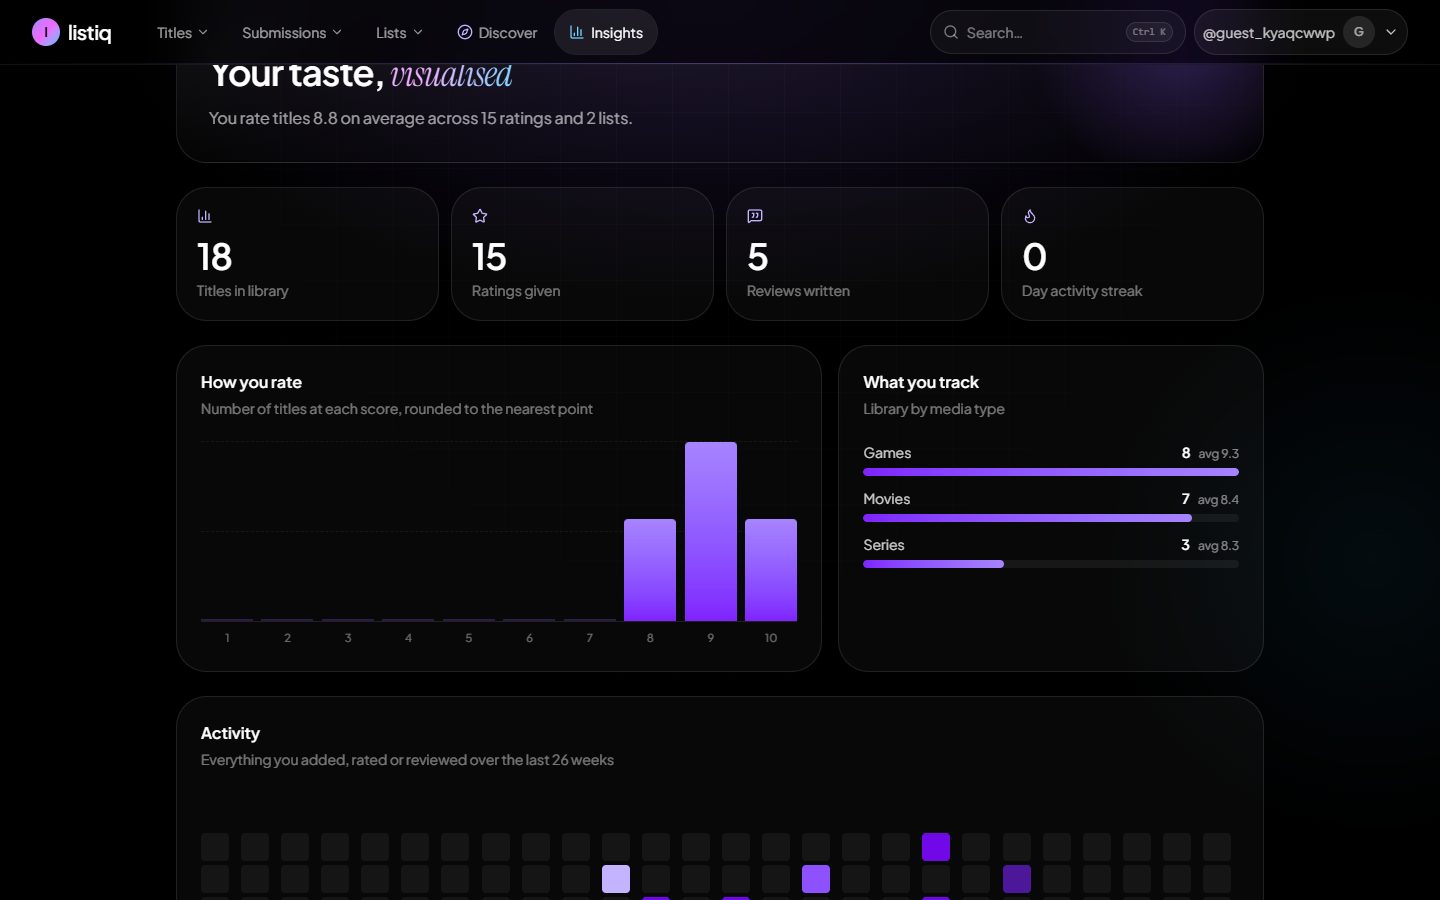 I listiq Titles Submissions Lists Discover Insights Search... Ctrl K @guest_kyaqcwwp G
Your taste, visualised
You rate titles 8.8 on average across 15 ratings and 2 lists.
18
Titles in library
15
Ratings given
5
Reviews written
0
Day activity streak
How you rate
Number of titles at each score, rounded to the nearest point
1 2 3 4 5 6 7 8 9 10
What you track
Library by media type
Games 8 avg 9.3
Movies 7 avg 8.4
Series 3 avg 8.3
Activity
Everything you added, rated or reviewed over the last 26 weeks